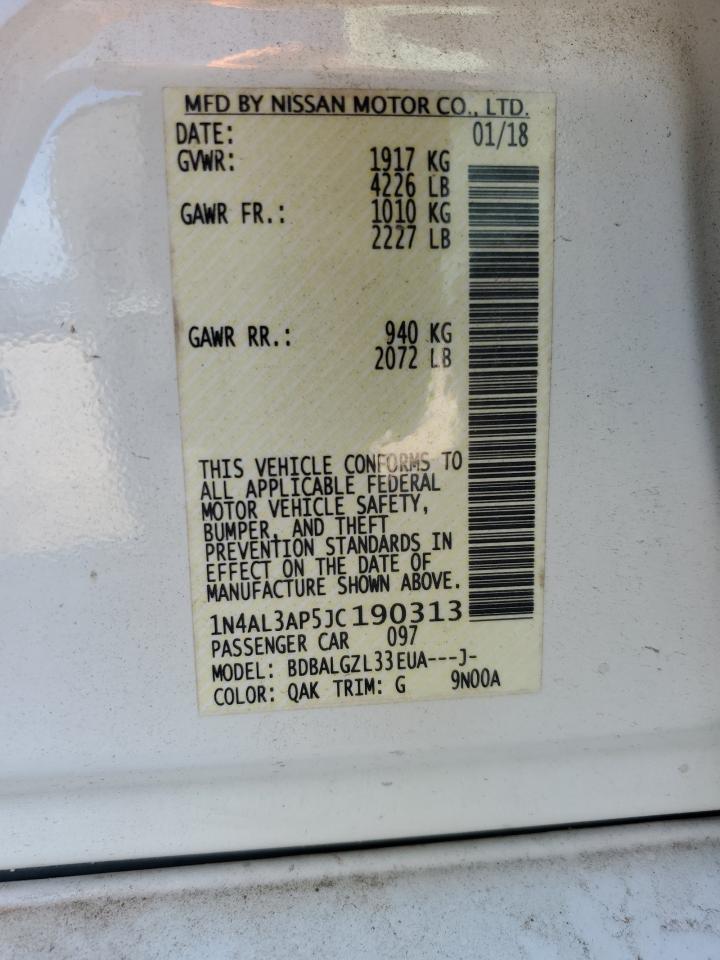 MFD BY NISSAN MOTOR CO., LTD.
DATE: 01/18
GVWR: 1917 KG
4226 LB
GAWR FR.: 1010 KG
2227 LB
GAWR RR.: 940 KG
2072 LB
THIS VEHICLE CONFORMS TO
ALL APPLICABLE FEDERAL
MOTOR VEHICLE SAFETY,
BUMPER, AND THEFT
PREVENTION STANDARDS IN
EFFECT ON THE DATE OF
MANUFACTURE SHOWN ABOVE.
1N4AL3AP5JC190313
PASSENGER CAR 097
MODEL: BDBALGZL33EUA---J-
COLOR: QAK TRIM: G 9N00A